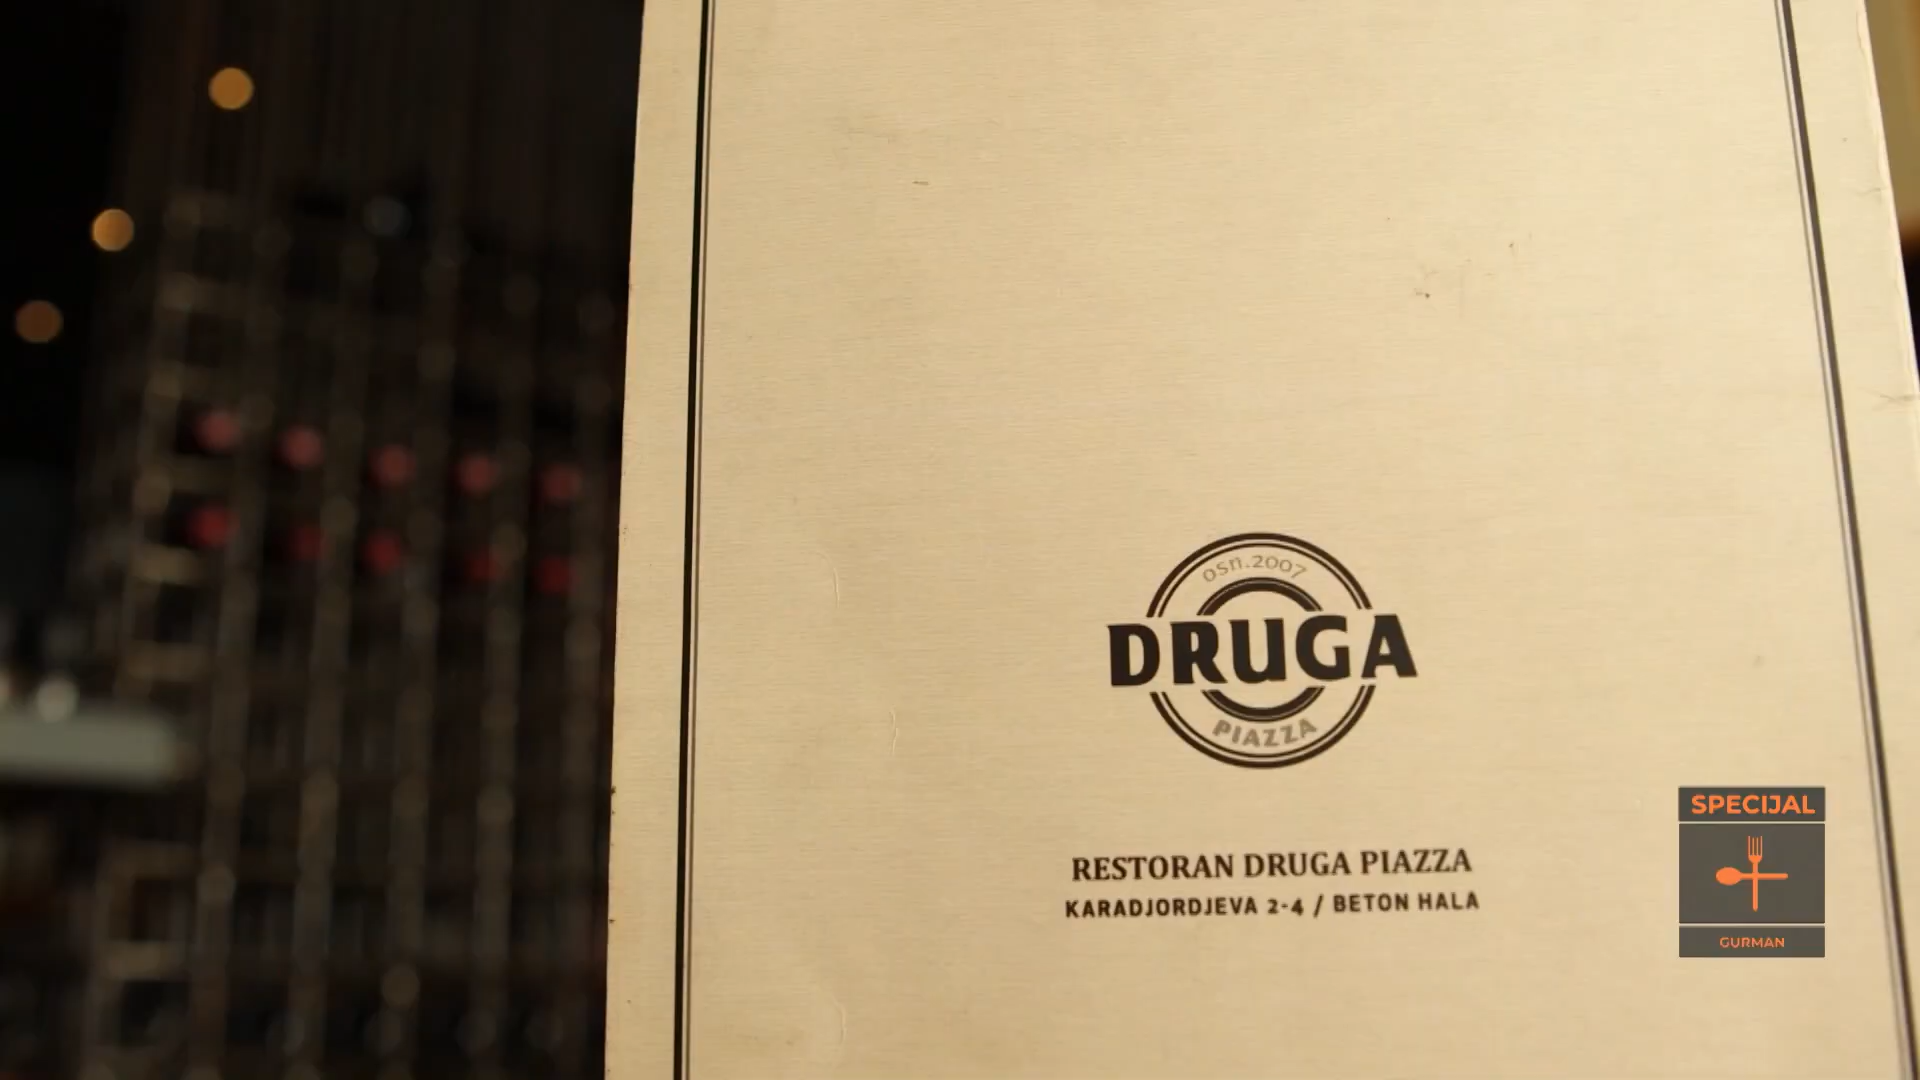 osn.2007
DRUGA
PIAZZA
RESTORAN DRUGA PIAZZA
KARADJORDJEVA 2-4 / BETON HALA
SPECIJAL
GURMAN